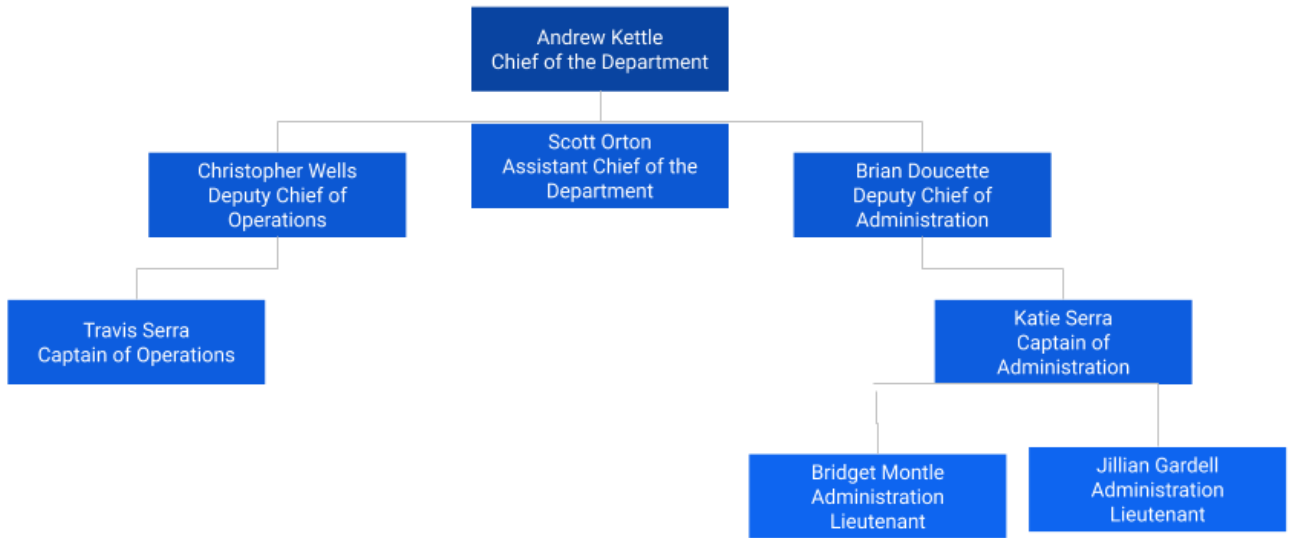 Andrew Kettle
Chief of the Department
Scott Orton
Assistant Chief of the
Department
Christopher Wells
Deputy Chief of
Operations
Brian Doucette
Deputy Chief of
Administration
Travis Serra
Captain of Operations
Katie Serra
Captain of
Administration
Bridget Montle
Administration
Lieutenant
Jillian Gardell
Administration
Lieutenant